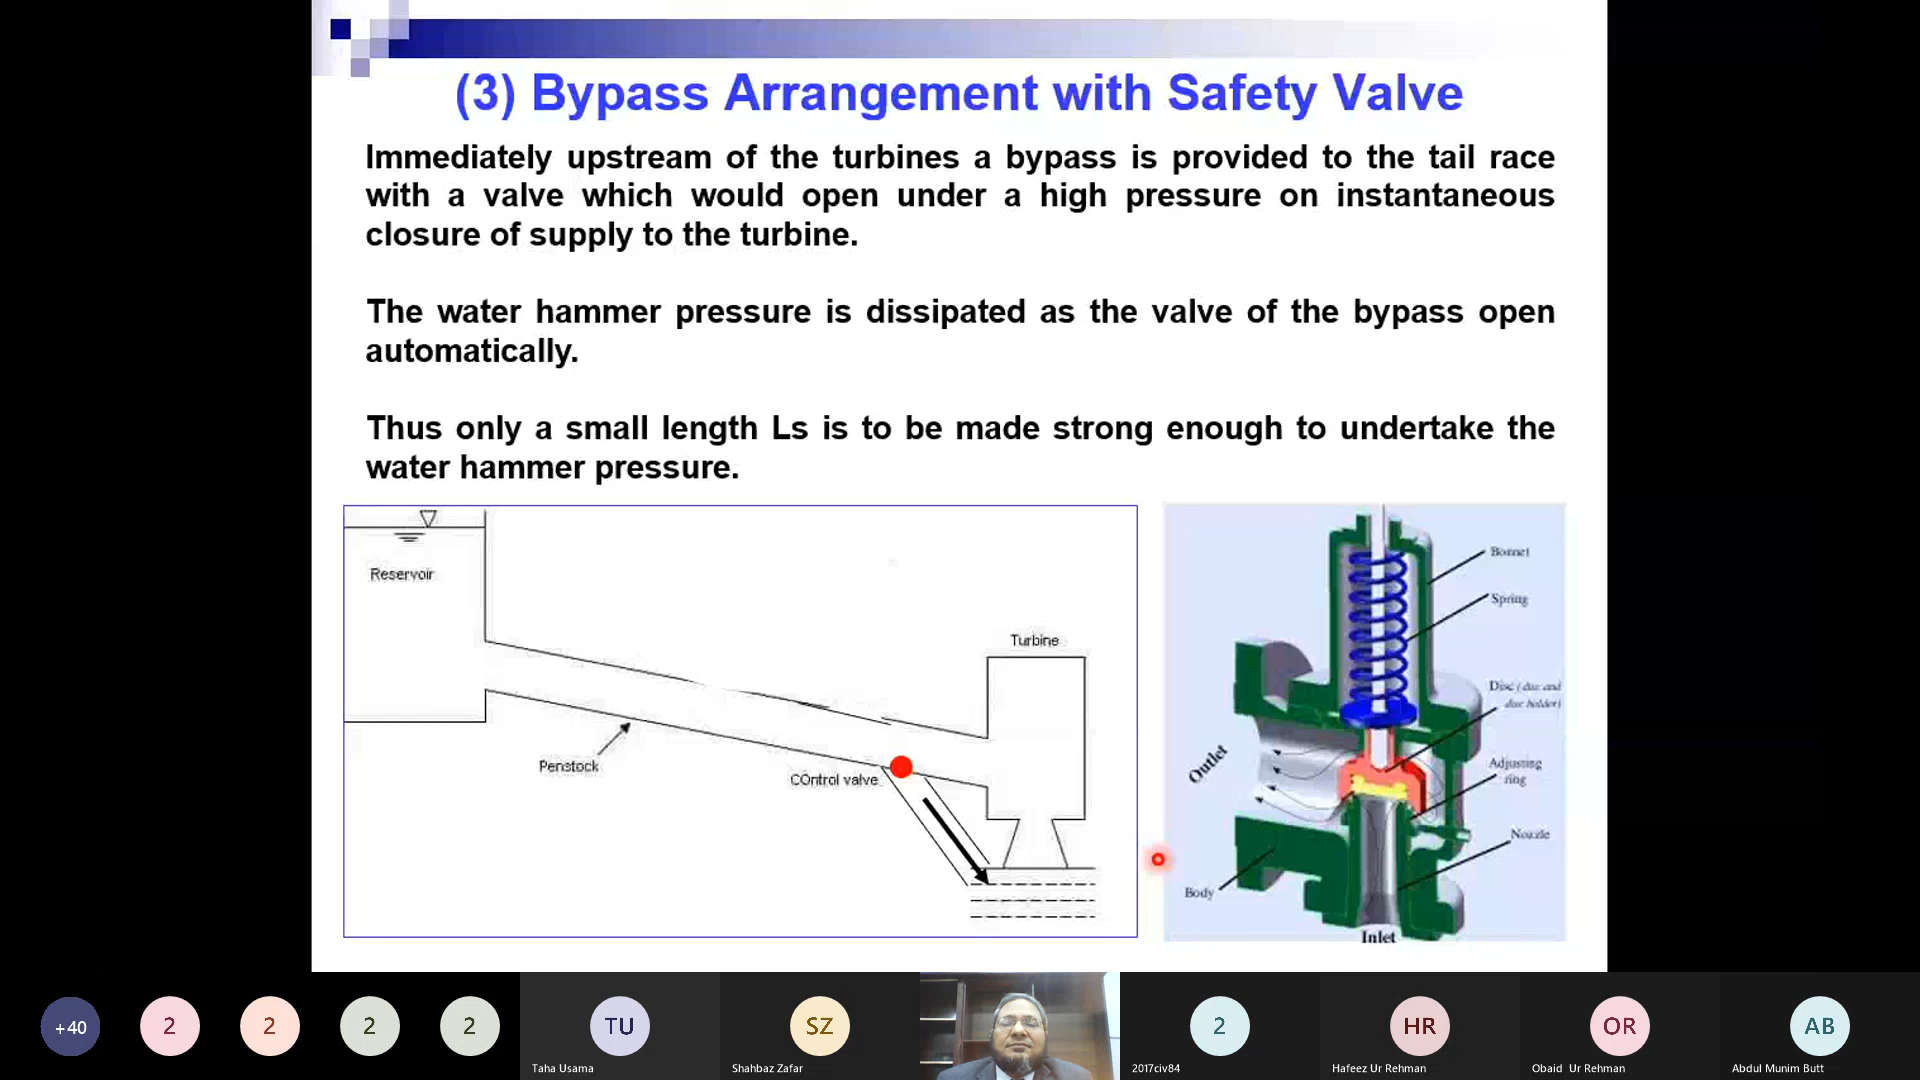 (3) Bypass Arrangement with Safety Valve
Immediately upstream of the turbines a bypass is provided to the tail race
with a valve which would open under a high pressure on instantaneous
closure of supply to the turbine.
The water hammer pressure is dissipated as the valve of the bypass open
automatically.
Thus only a small length Ls is to be made strong enough to undertake the
water hammer pressure.
Reservoir
Turbine
Penstock
COntrol valve
Bonnet
Spring
Disc (disc and
disc holder)
Outlet
Adjusting
ring
Nozzle
Body
Inlet
+40
2
2
2
2
TU
SZ
2
HR
OR
AB
Taha Usama
Shahbaz Zafar
2017civ84
Hafeez Ur Rehman
Obaid Ur Rehman
Abdul Munim Butt